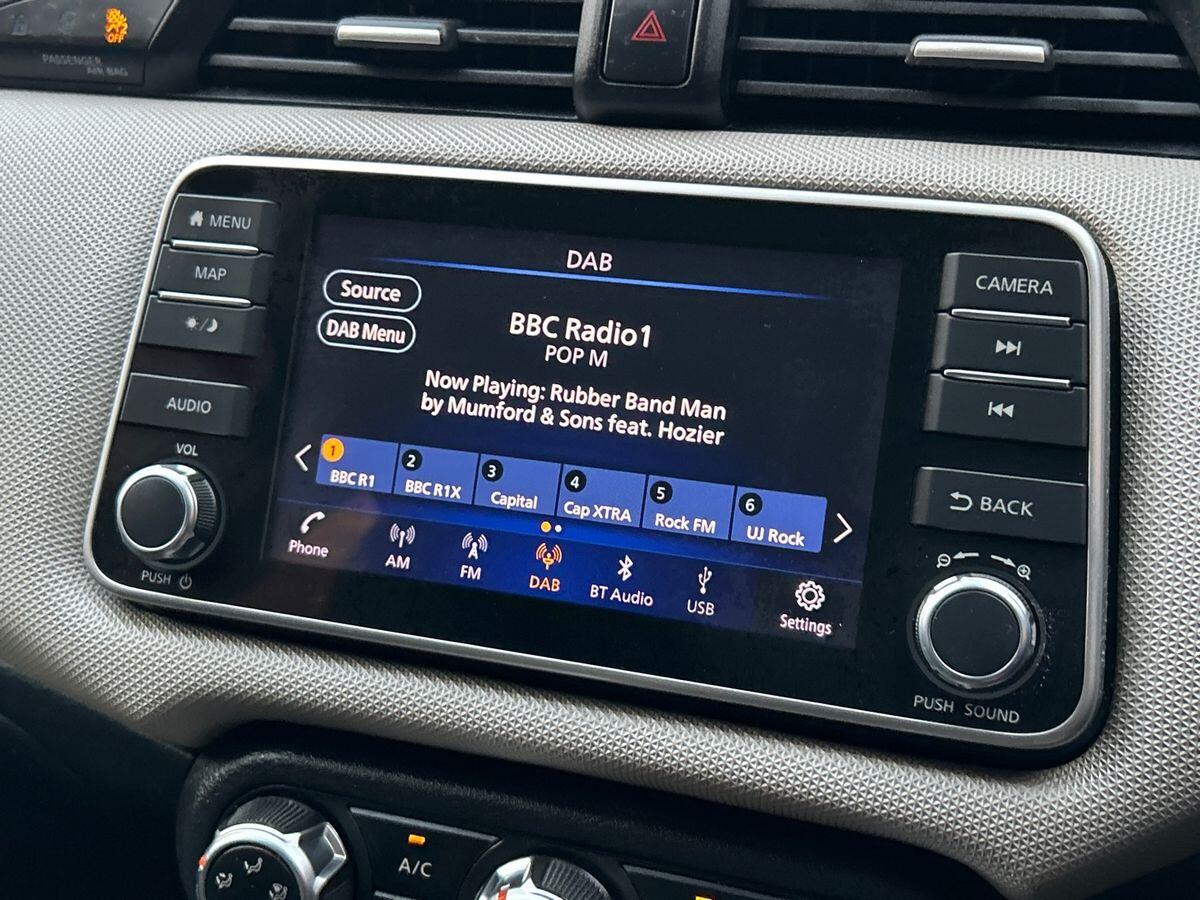 OFF
PASSENGER
AIR BAG
MENU
MAP
AUDIO
VOL
PUSH
DAB
Source
DAB Menu
BBC Radio1
POP M
Now Playing: Rubber Band Man
by Mumford & Sons feat. Hozier
1 BBC R1
2 BBC R1X
3 Capital
4 Cap XTRA
5 Rock FM
6 UJ Rock
Phone
AM
FM
DAB
BT Audio
USB
Settings
CAMERA
BACK
PUSH SOUND
A/C